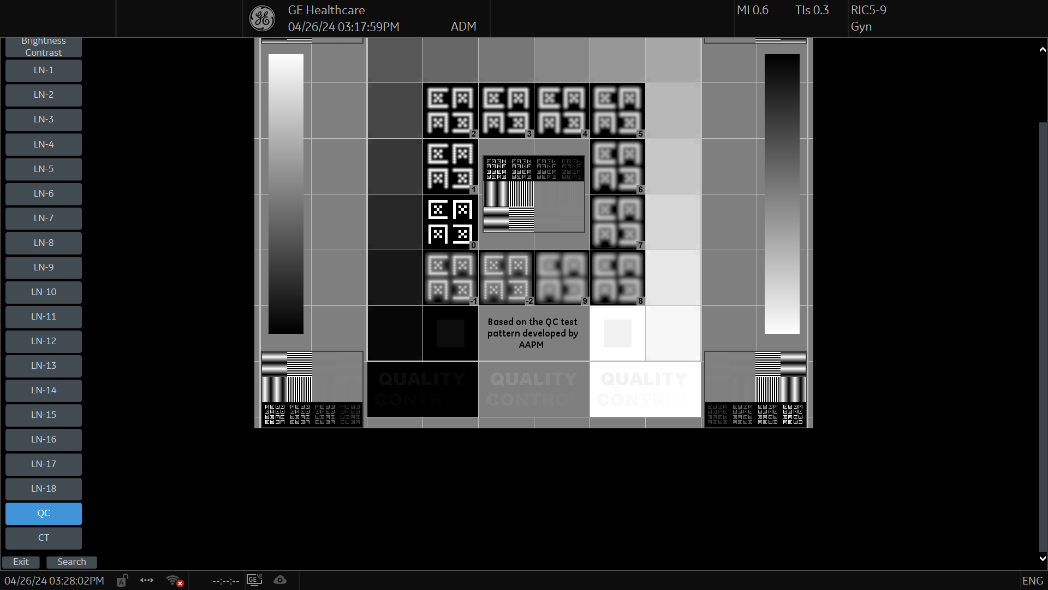 GE Healthcare
04/26/24 03:17:59PM
ADM
MI 0.6
TIs 0.3
RIC5-9
Gyn
Brightness
Contrast
LN-1
LN-2
LN-3
LN-4
LN-5
LN-6
LN-7
LN-8
LN-9
LN-10
LN-11
LN-12
LN-13
LN-14
LN-15
LN-16
LN-17
LN-18
QC
CT
Exit
Search
2
3
4
5
1
6
0
7
-1
-2
9
8
Based on the QC test
pattern developed by
AAPM
QUALITY
CONTROL
QUALITY
CONTROL
QUALITY
CONTROL
04/26/24 03:28:02PM
A
--:--:--
ENG